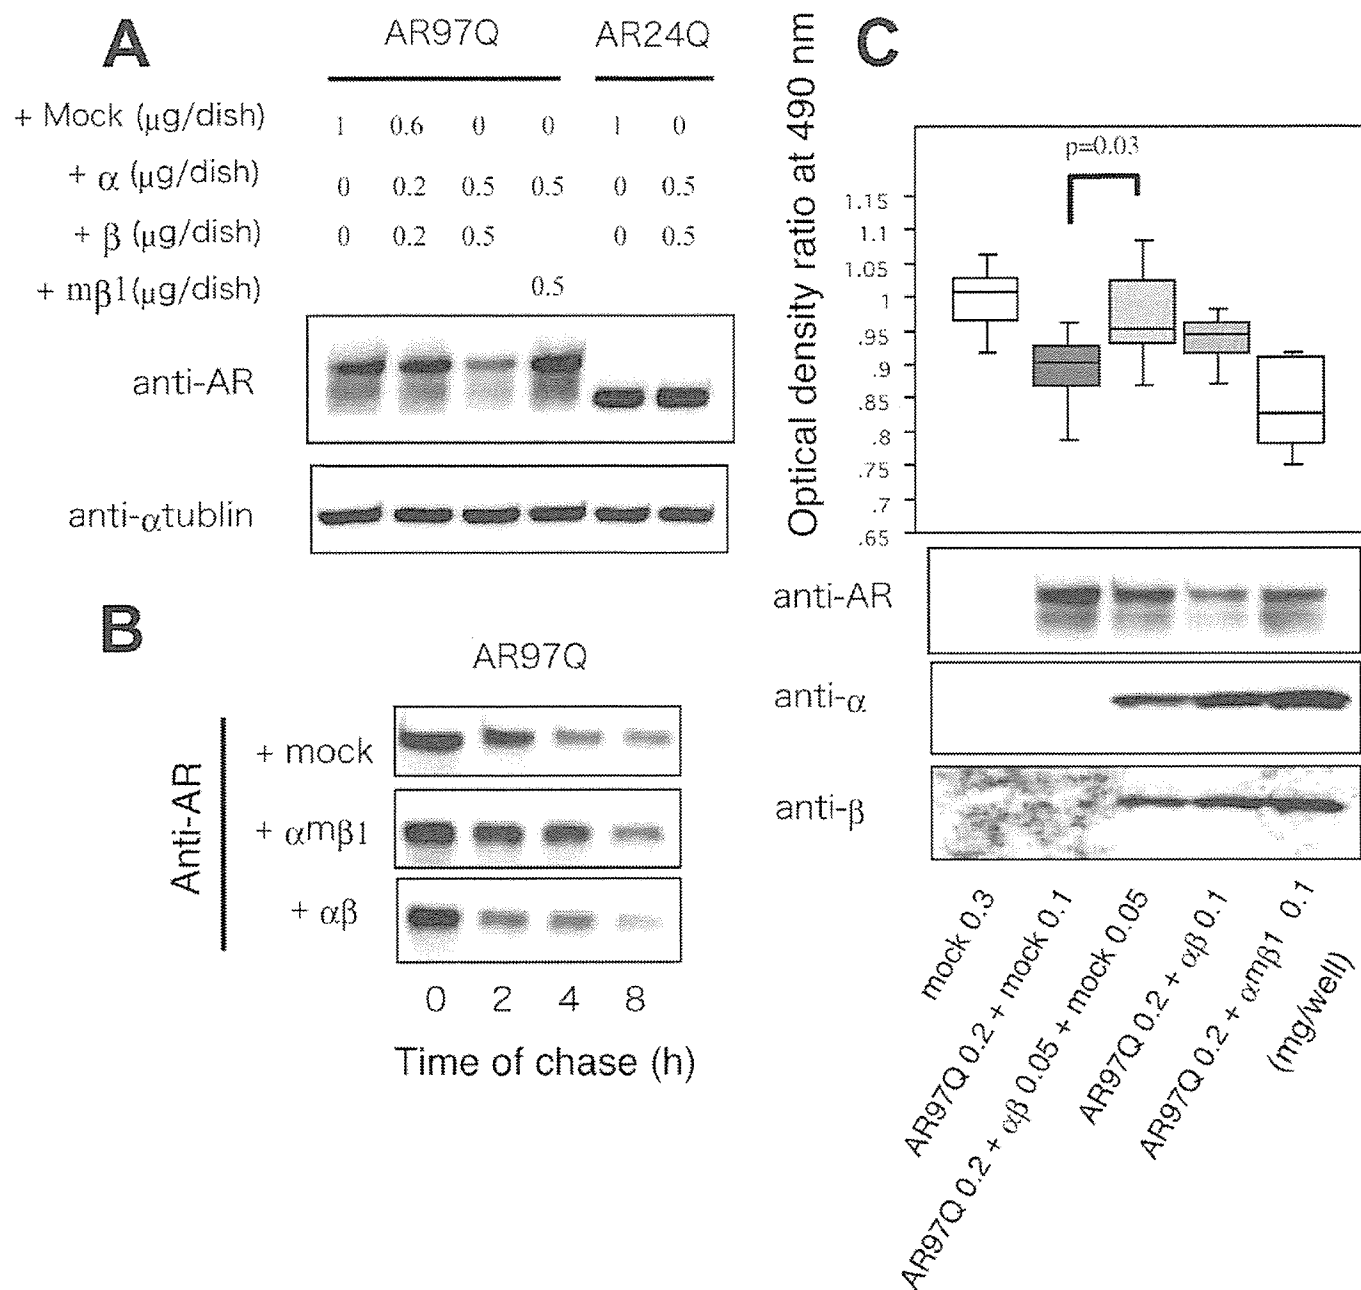 A
AR97Q AR24Q
+ Mock (µg/dish) 1 0.6 0 0 1 0
+ α (µg/dish) 0 0.2 0.5 0.5 0 0.5
+ β (µg/dish) 0 0.2 0.5 0 0.5
+ mβ1(µg/dish) 0.5
anti-AR
anti-αtublin
B
AR97Q
Anti-AR
+ mock
+ αmβ1
+ αβ
0 2 4 8
Time of chase (h)
C
Optical density ratio at 490 nm
p=0.03
1.15
1.1
1.05
1
.95
.9
.85
.8
.75
.7
.65
anti-AR
anti-α
anti-β
mock 0.3
AR97Q 0.2 + mock 0.1
AR97Q 0.2 + αβ 0.05 + mock 0.05
AR97Q 0.2 + αβ 0.1
AR97Q 0.2 + αmβ1 0.1
(mg/well)